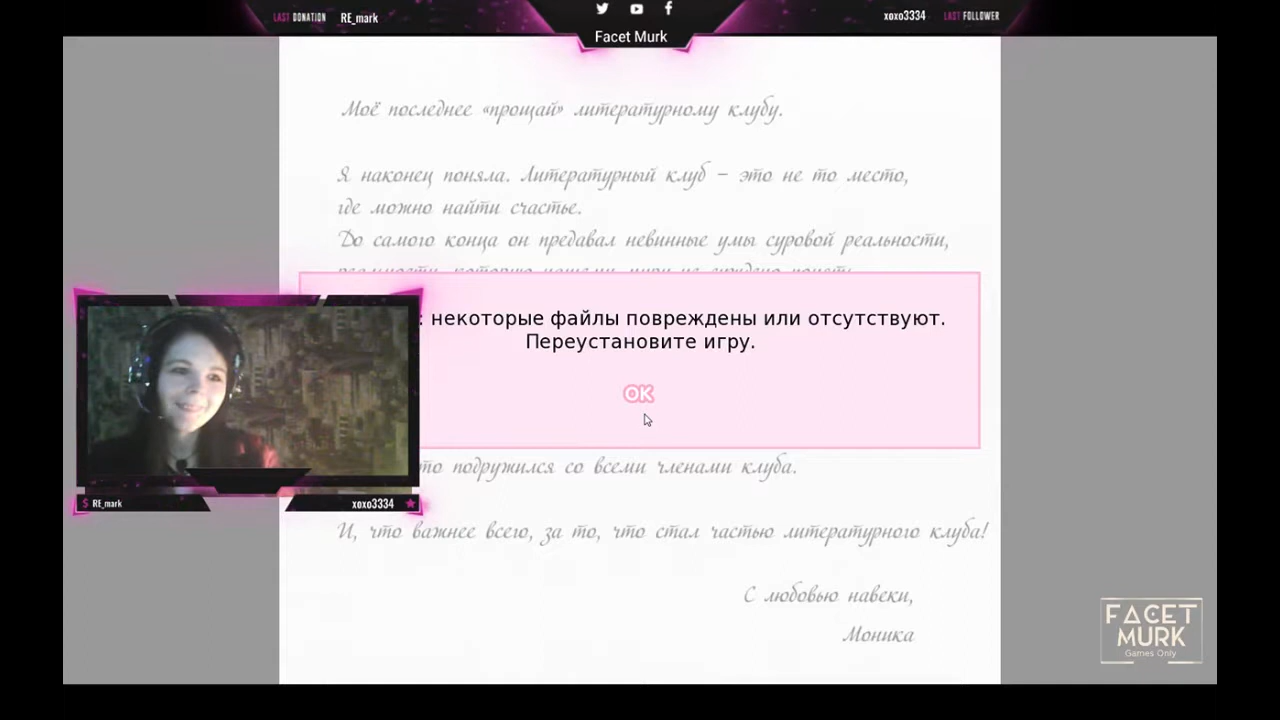 LAST DONATION RE_mark
xoxo3334 LAST FOLLOWER
Facet Murk
Моё последнее «прощай» литературному клубу.
Я наконец поняла. Литературный клуб – это не то место,
где можно найти счастье.
До самого конца он предавал невинные умы суровой реальности,
: некоторые файлы повреждены или отсутствуют.
Переустановите игру.
OK
подружился со всеми членами клуба.
И, что важнее всего, за то, что стал частью литературного клуба!
С любовью навеки,
Моника
$ RE_mark
xoxo3334
FACET
MURK
Games Only